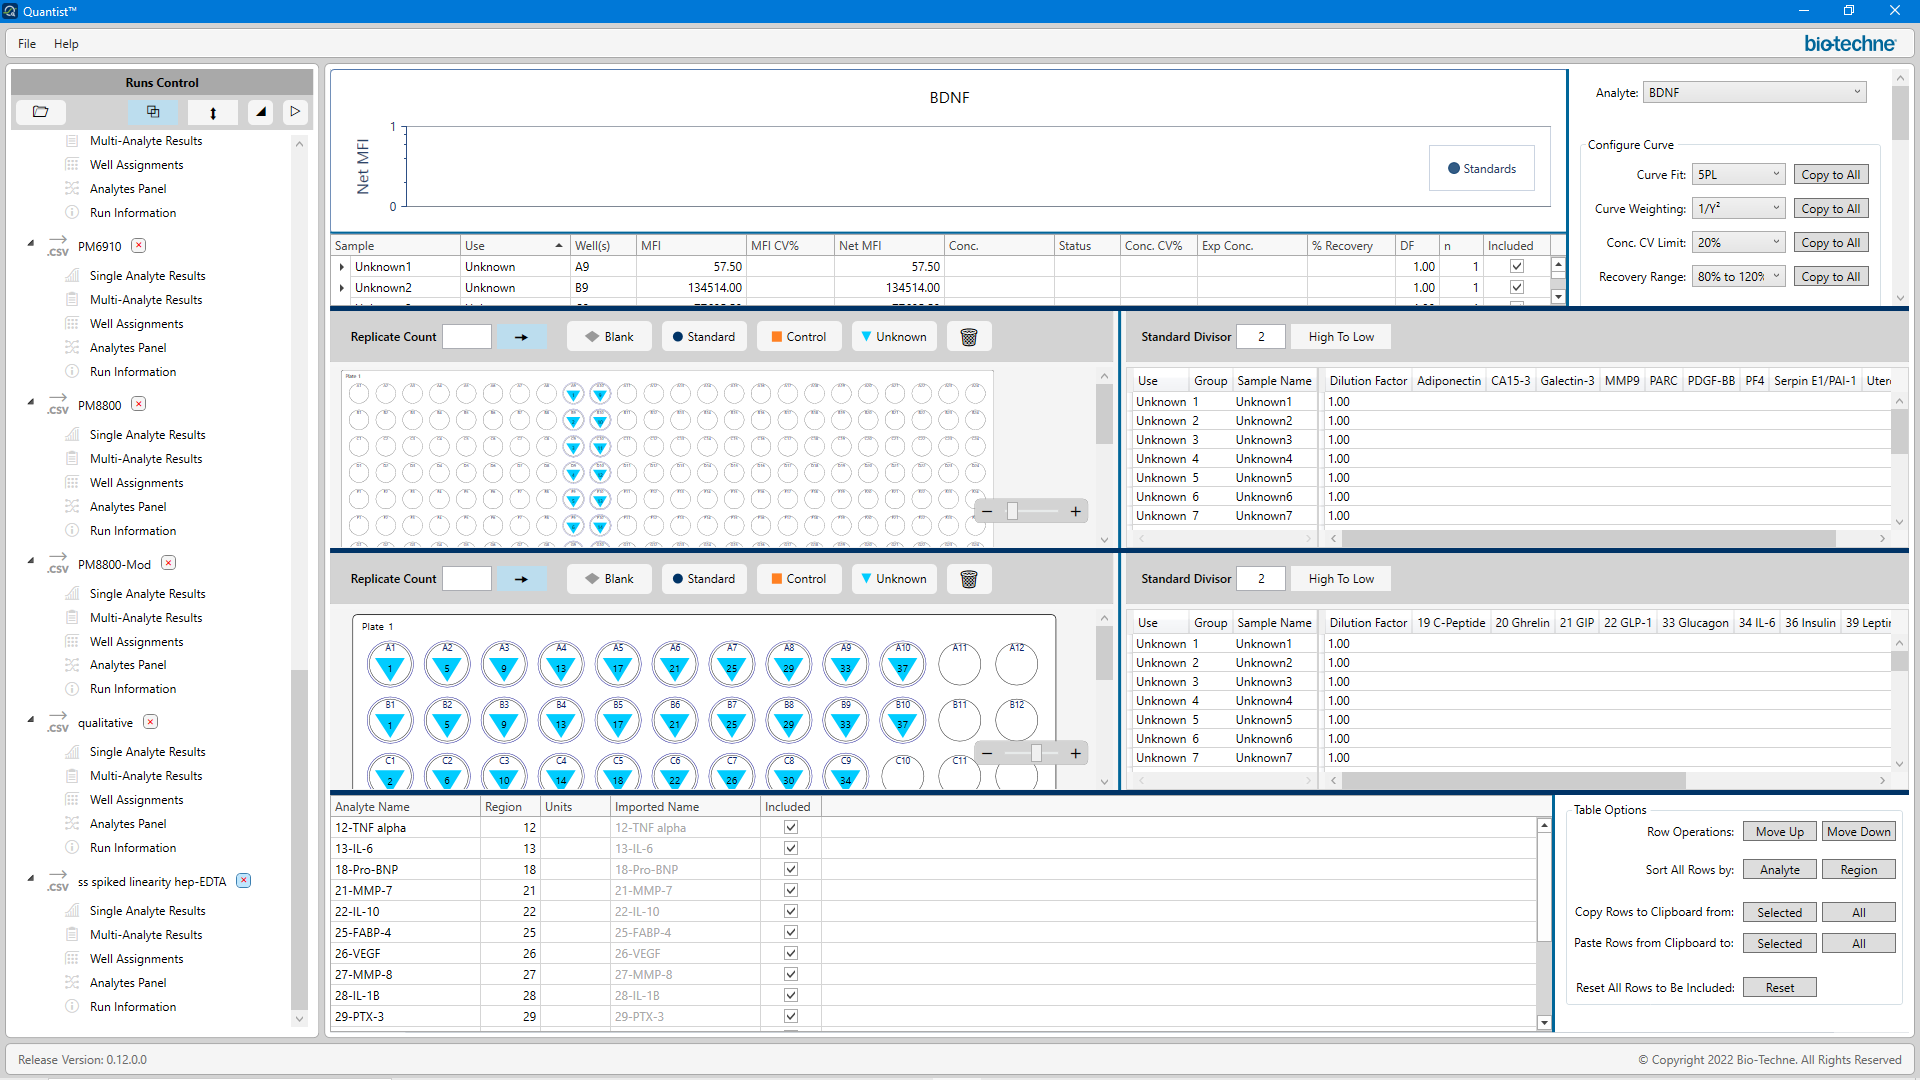 Quantist™
File Help
bio-techne
Runs Control
Multi-Analyte Results
Well Assignments
Analytes Panel
Run Information
.CSV PM6910
Single Analyte Results
Multi-Analyte Results
Well Assignments
Analytes Panel
Run Information
.CSV PM8800
Single Analyte Results
Multi-Analyte Results
Well Assignments
Analytes Panel
Run Information
.CSV PM8800-Mod
Single Analyte Results
Multi-Analyte Results
Well Assignments
Analytes Panel
Run Information
.CSV qualitative
Single Analyte Results
Multi-Analyte Results
Well Assignments
Analytes Panel
Run Information
.CSV ss spiked linearity hep-EDTA
Single Analyte Results
Multi-Analyte Results
Well Assignments
Analytes Panel
Run Information
BDNF
Net MFI
1
0
Standards
Sample Use Well(s) MFI MFI CV% Net MFI Conc. Status Conc. CV% Exp Conc. % Recovery DF n Included
Unknown1 Unknown A9 57.50 57.50 1.00 1
Unknown2 Unknown B9 134514.00 134514.00 1.00 1
Analyte: BDNF
Configure Curve
Curve Fit: 5PL Copy to All
Curve Weighting: 1/Y² Copy to All
Conc. CV Limit: 20% Copy to All
Recovery Range: 80% to 120% Copy to All
Replicate Count Blank Standard Control Unknown
Plate 1
Standard Divisor 2 High To Low
Use Group Sample Name Dilution Factor Adiponectin CA15-3 Galectin-3 MMP9 PARC PDGF-BB PF4 Serpin E1/PAI-1 Uter
Unknown 1 Unknown1 1.00
Unknown 2 Unknown2 1.00
Unknown 3 Unknown3 1.00
Unknown 4 Unknown4 1.00
Unknown 5 Unknown5 1.00
Unknown 6 Unknown6 1.00
Unknown 7 Unknown7 1.00
Replicate Count Blank Standard Control Unknown
Plate 1
A1 A2 A3 A4 A5 A6 A7 A8 A9 A10 A11 A12
1 5 9 13 17 21 25 29 33 37
B1 B2 B3 B4 B5 B6 B7 B8 B9 B10 B11 B12
1 5 9 13 17 21 25 29 33 37
C1 C2 C3 C4 C5 C6 C7 C8 C9 C10 C11
2 6 10 14 18 22 26 30 34
Standard Divisor 2 High To Low
Use Group Sample Name Dilution Factor 19 C-Peptide 20 Ghrelin 21 GIP 22 GLP-1 33 Glucagon 34 IL-6 36 Insulin 39 Leptin
Unknown 1 Unknown1 1.00
Unknown 2 Unknown2 1.00
Unknown 3 Unknown3 1.00
Unknown 4 Unknown4 1.00
Unknown 5 Unknown5 1.00
Unknown 6 Unknown6 1.00
Unknown 7 Unknown7 1.00
Analyte Name Region Units Imported Name Included
12-TNF alpha 12 12-TNF alpha
13-IL-6 13 13-IL-6
18-Pro-BNP 18 18-Pro-BNP
21-MMP-7 21 21-MMP-7
22-IL-10 22 22-IL-10
25-FABP-4 25 25-FABP-4
26-VEGF 26 26-VEGF
27-MMP-8 27 27-MMP-8
28-IL-1B 28 28-IL-1B
29-PTX-3 29 29-PTX-3
Table Options
Row Operations: Move Up Move Down
Sort All Rows by: Analyte Region
Copy Rows to Clipboard from: Selected All
Paste Rows from Clipboard to: Selected All
Reset All Rows to Be Included: Reset
Release Version: 0.12.0.0
© Copyright 2022 Bio-Techne. All Rights Reserved